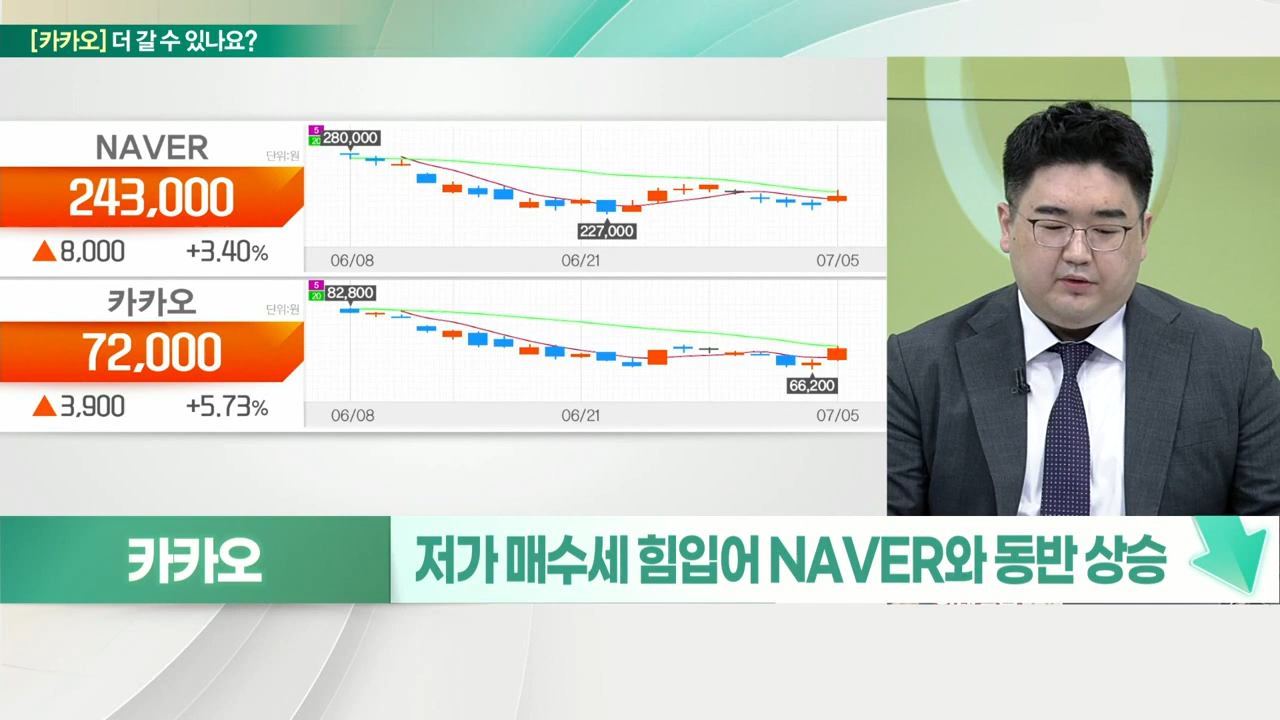 [카카오] 더 갈 수 있나요?
NAVER
단위:원
243,000
▲8,000 +3.40%
5
20
280,000
227,000
06/08 06/21 07/05
카카오
단위:원
72,000
▲3,900 +5.73%
5
20
82,800
66,200
06/08 06/21 07/05
카카오
저가 매수세 힘입어 NAVER와 동반 상승